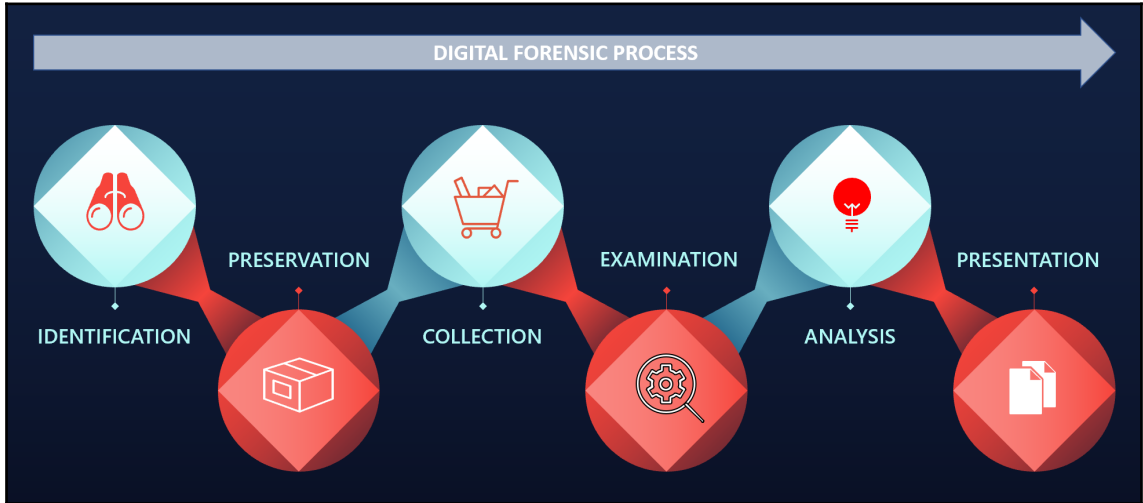 DIGITAL FORENSIC PROCESS
IDENTIFICATION
PRESERVATION
COLLECTION
EXAMINATION
ANALYSIS
PRESENTATION